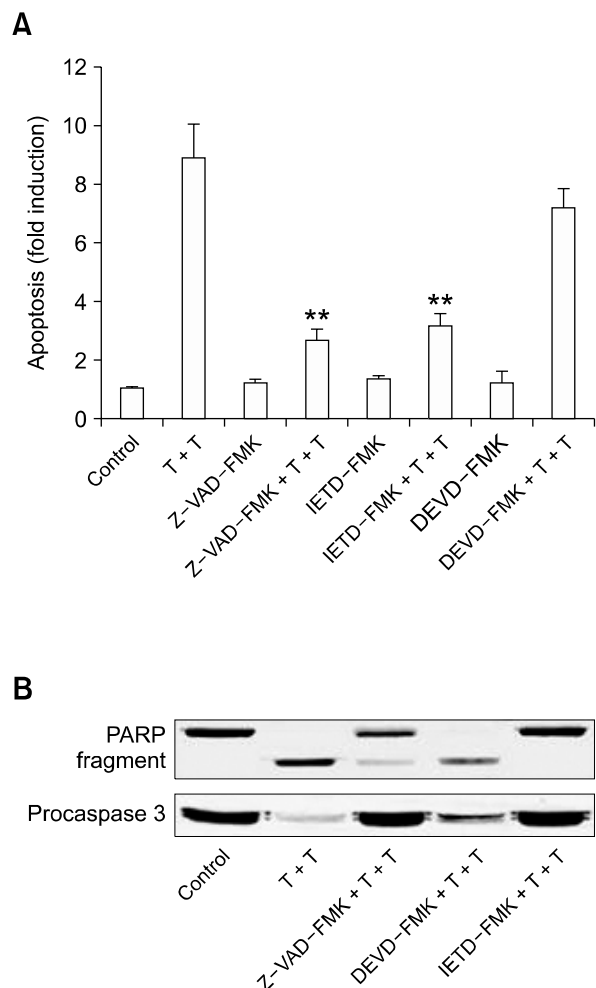 A
Apoptosis (fold induction)
12
10
8
6
4
2
0
Control
T + T
Z−VAD−FMK
Z−VAD−FMK + T + T
IETD−FMK
IETD−FMK + T + T
DEVD−FMK
DEVD−FMK + T + T
**
**
B
PARP
fragment
Procaspase 3
Control
T + T
Z−VAD−FMK + T + T
DEVD−FMK + T + T
IETD−FMK + T + T